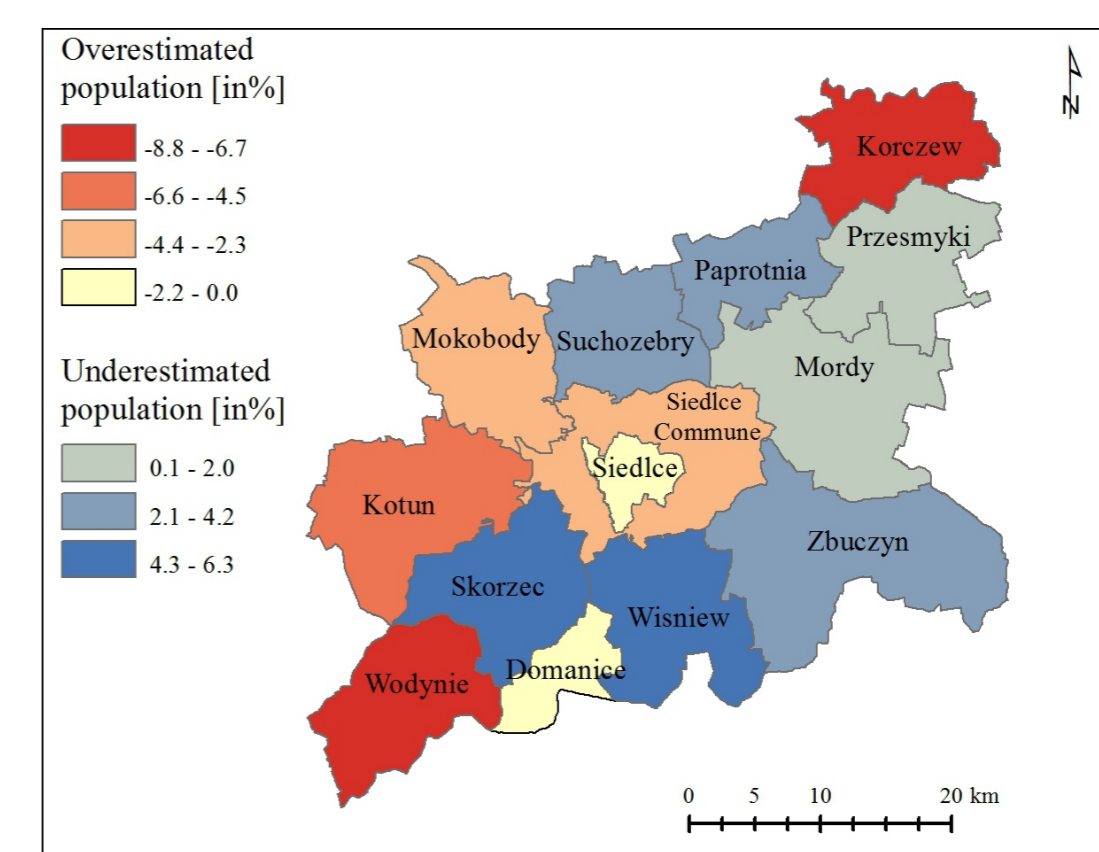 Overestimated
population [in%]
-8.8 - -6.7
-6.6 - -4.5
-4.4 - -2.3
-2.2 - 0.0
Underestimated
population [in%]
0.1 - 2.0
2.1 - 4.2
4.3 - 6.3
N
Korczew
Przesmyki
Paprotnia
Mokobody
Suchozebry
Mordy
Siedlce
Commune
Siedlce
Kotun
Zbuczyn
Skorzec
Wisniew
Domanice
Wodynie
0 5 10 20 km